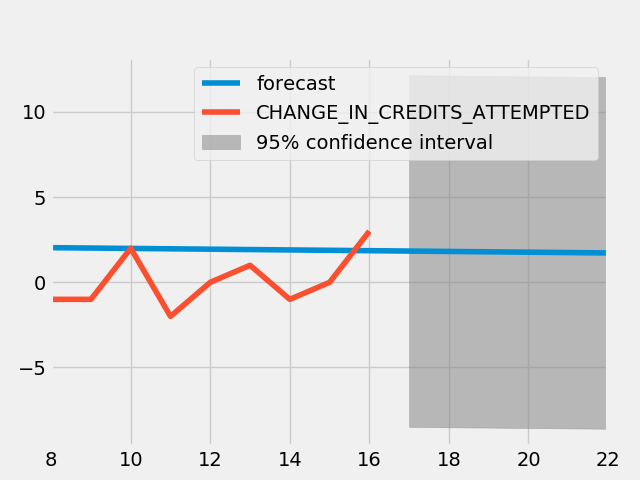 forecast
CHANGE_IN_CREDITS_ATTEMPTED
95% confidence interval
10
5
0
−5
8 10 12 14 16 18 20 22